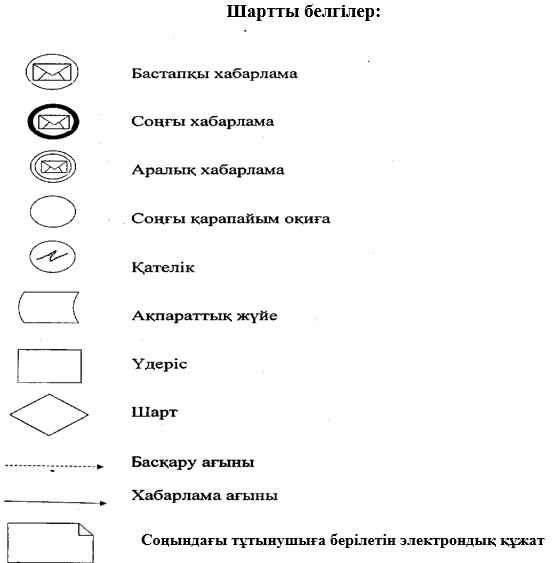 Шартты белгілер:
Бастапқы хабарлама
Соңғы хабарлама
Аралық хабарлама
Соңғы қарапайым оқиға
Қателік
Ақпараттық жүйе
Үдеріс
Шарт
Басқару ағыны
Хабарлама ағыны
Соңындағы тұтынушыға берілетін электрондық құжат